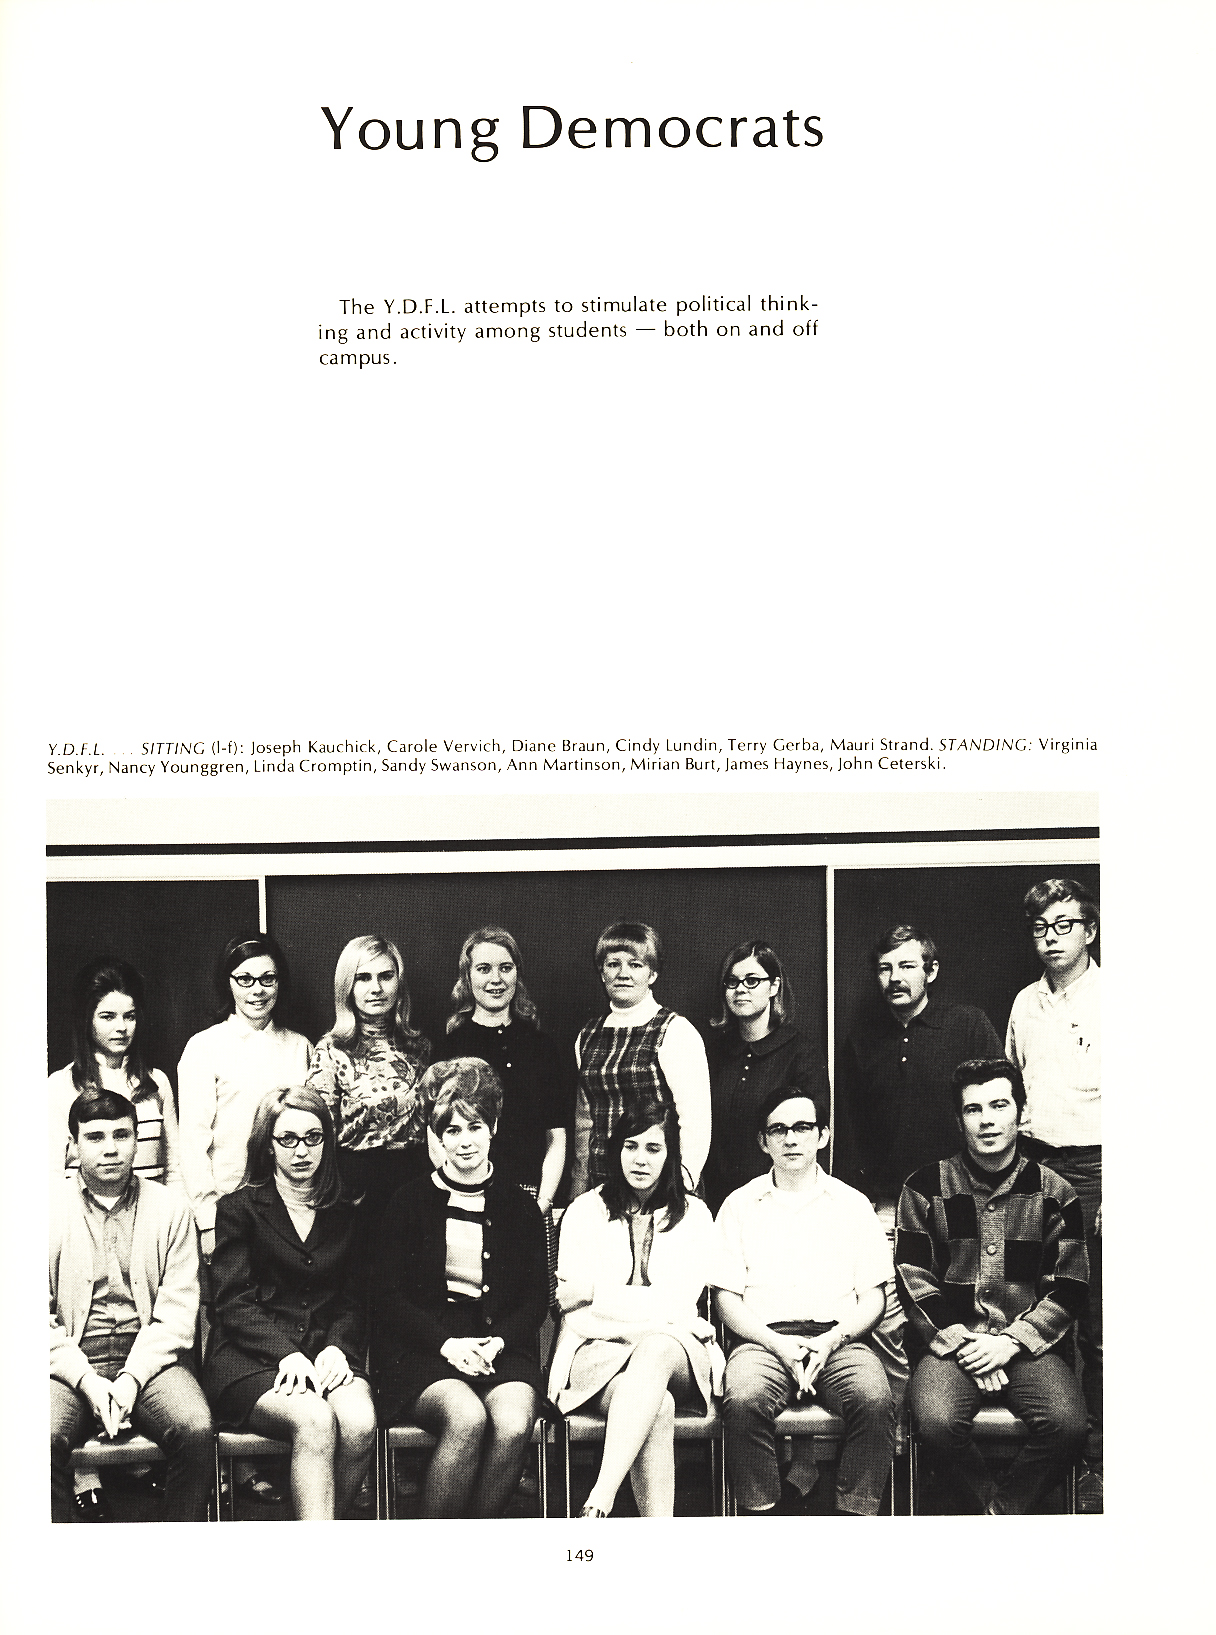 Young Democrats
The Y.D.F.L. attempts to stimulate political think-
ing and activity among students — both on and off
campus.
Y.D.F.L. . . . SITTING (l-f): Joseph Kauchick, Carole Vervich, Diane Braun, Cindy Lundin, Terry Gerba, Mauri Strand. STANDING: Virginia
Senkyr, Nancy Younggren, Linda Cromptin, Sandy Swanson, Ann Martinson, Mirian Burt, James Haynes, John Ceterski.
149